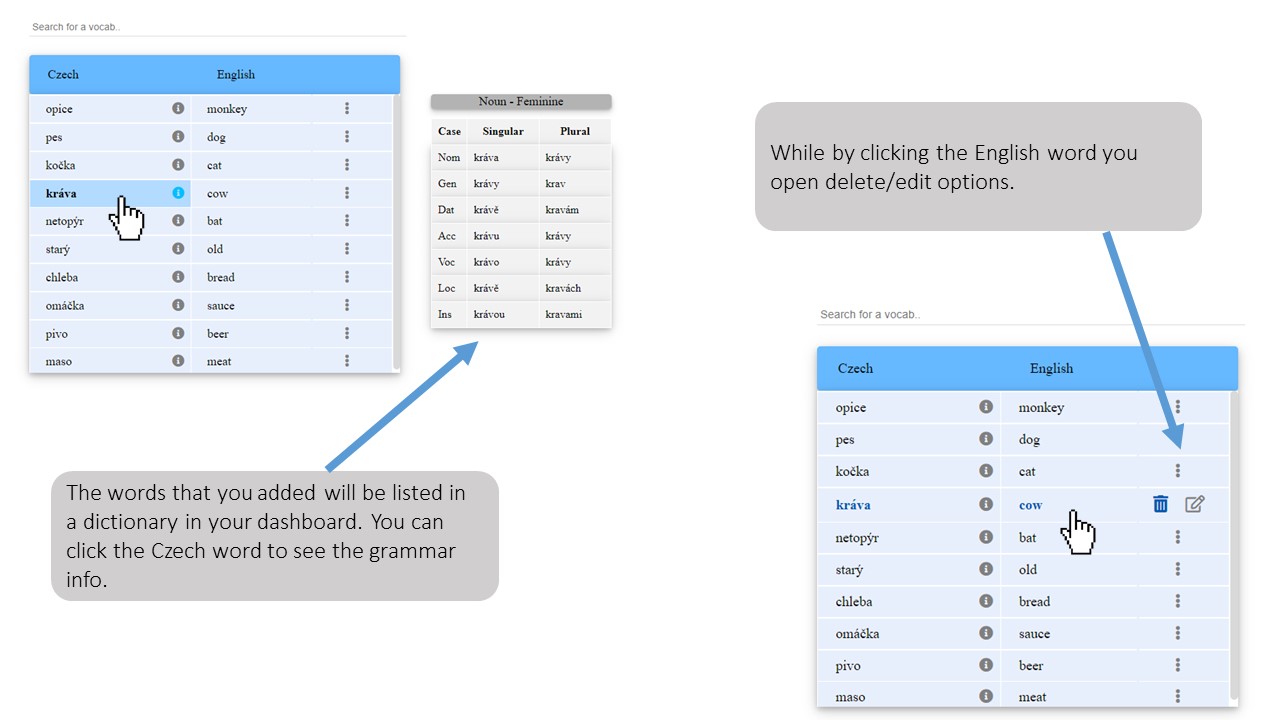 Search for a vocab..
Czech English
opice monkey
pes dog
kočka cat
kráva cow
netopýr bat
starý old
chleba bread
omáčka sauce
pivo beer
maso meat
Noun - Feminine
Case Singular Plural
Nom kráva krávy
Gen krávy krav
Dat krávě kravám
Acc krávu krávy
Voc krávo krávy
Loc krávě kravách
Ins krávou kravami
The words that you added will be listed in
a dictionary in your dashboard. You can
click the Czech word to see the grammar
info.
While by clicking the English word you
open delete/edit options.
Search for a vocab..
Czech English
opice monkey
pes dog
kočka cat
kráva cow
netopýr bat
starý old
chleba bread
omáčka sauce
pivo beer
maso meat